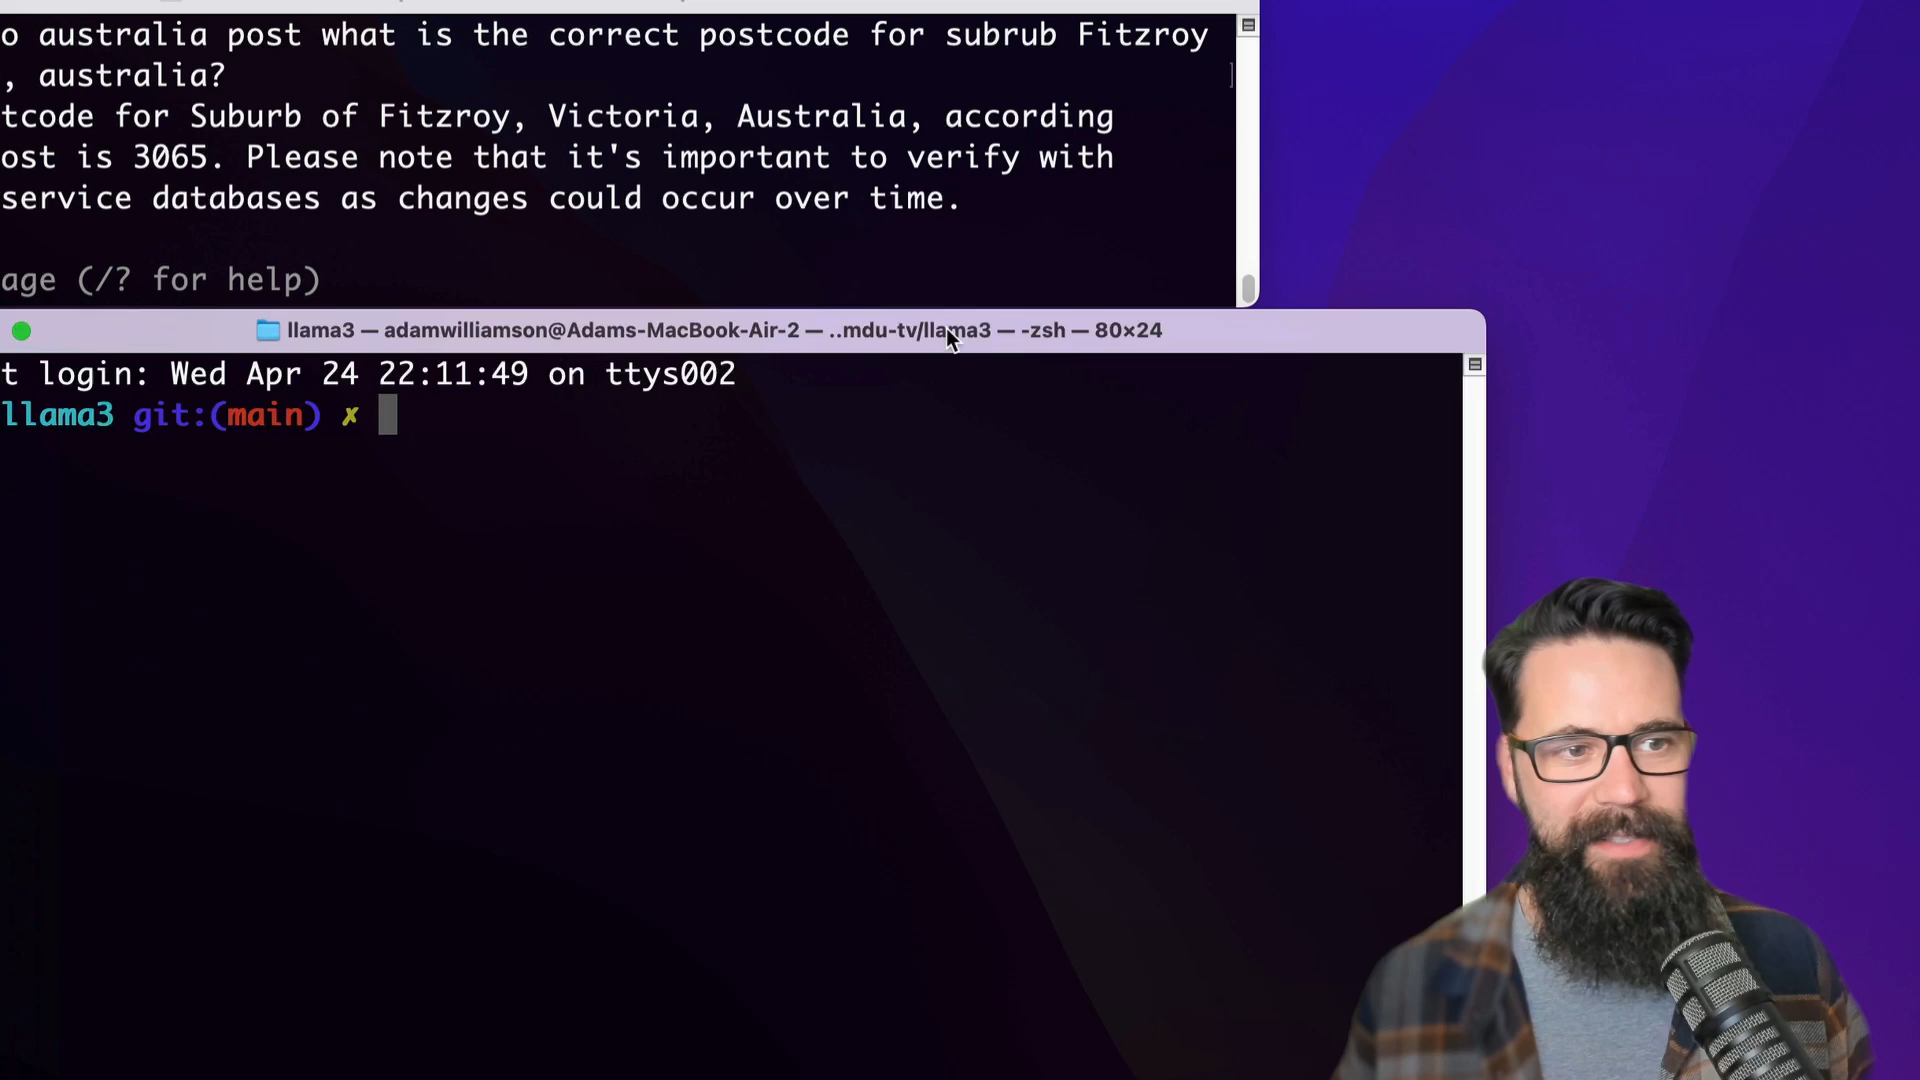 o australia post what is the correct postcode for subrub Fitzroy
, australia?
tcode for Suburb of Fitzroy, Victoria, Australia, according
ost is 3065. Please note that it's important to verify with
service databases as changes could occur over time.
age (/? for help)
llama3 — adamwilliamson@Adams-MacBook-Air-2 — ..mdu-tv/llama3 — -zsh — 80×24
t login: Wed Apr 24 22:11:49 on ttys002
llama3 git:(main) ✗